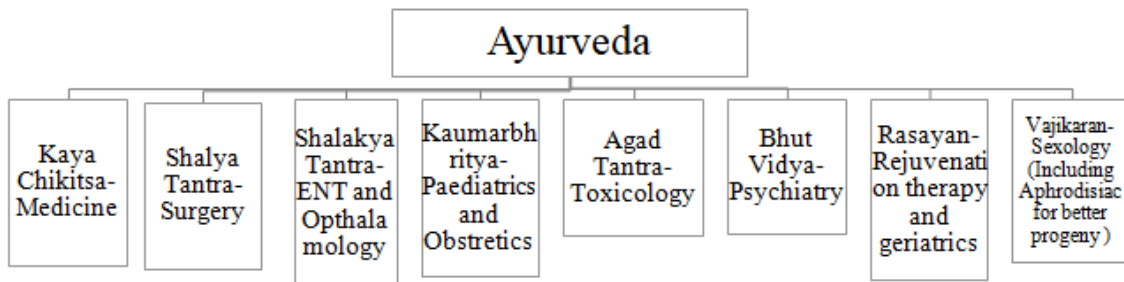 Ayurveda
Kaya
Chikitsa-
Medicine
Shalya
Tantra-
Surgery
Shalakya
Tantra-
ENT and
Opthala
mology
Kaumarbh
ritya-
Paediatrics
and
Obstretics
Agad
Tantra-
Toxicology
Bhut
Vidya-
Psychiatry
Rasayan-
Rejuvenati
on therapy
and
geriatrics
Vajikaran-
Sexology
(Including
Aphrodisiac
for better
progeny )